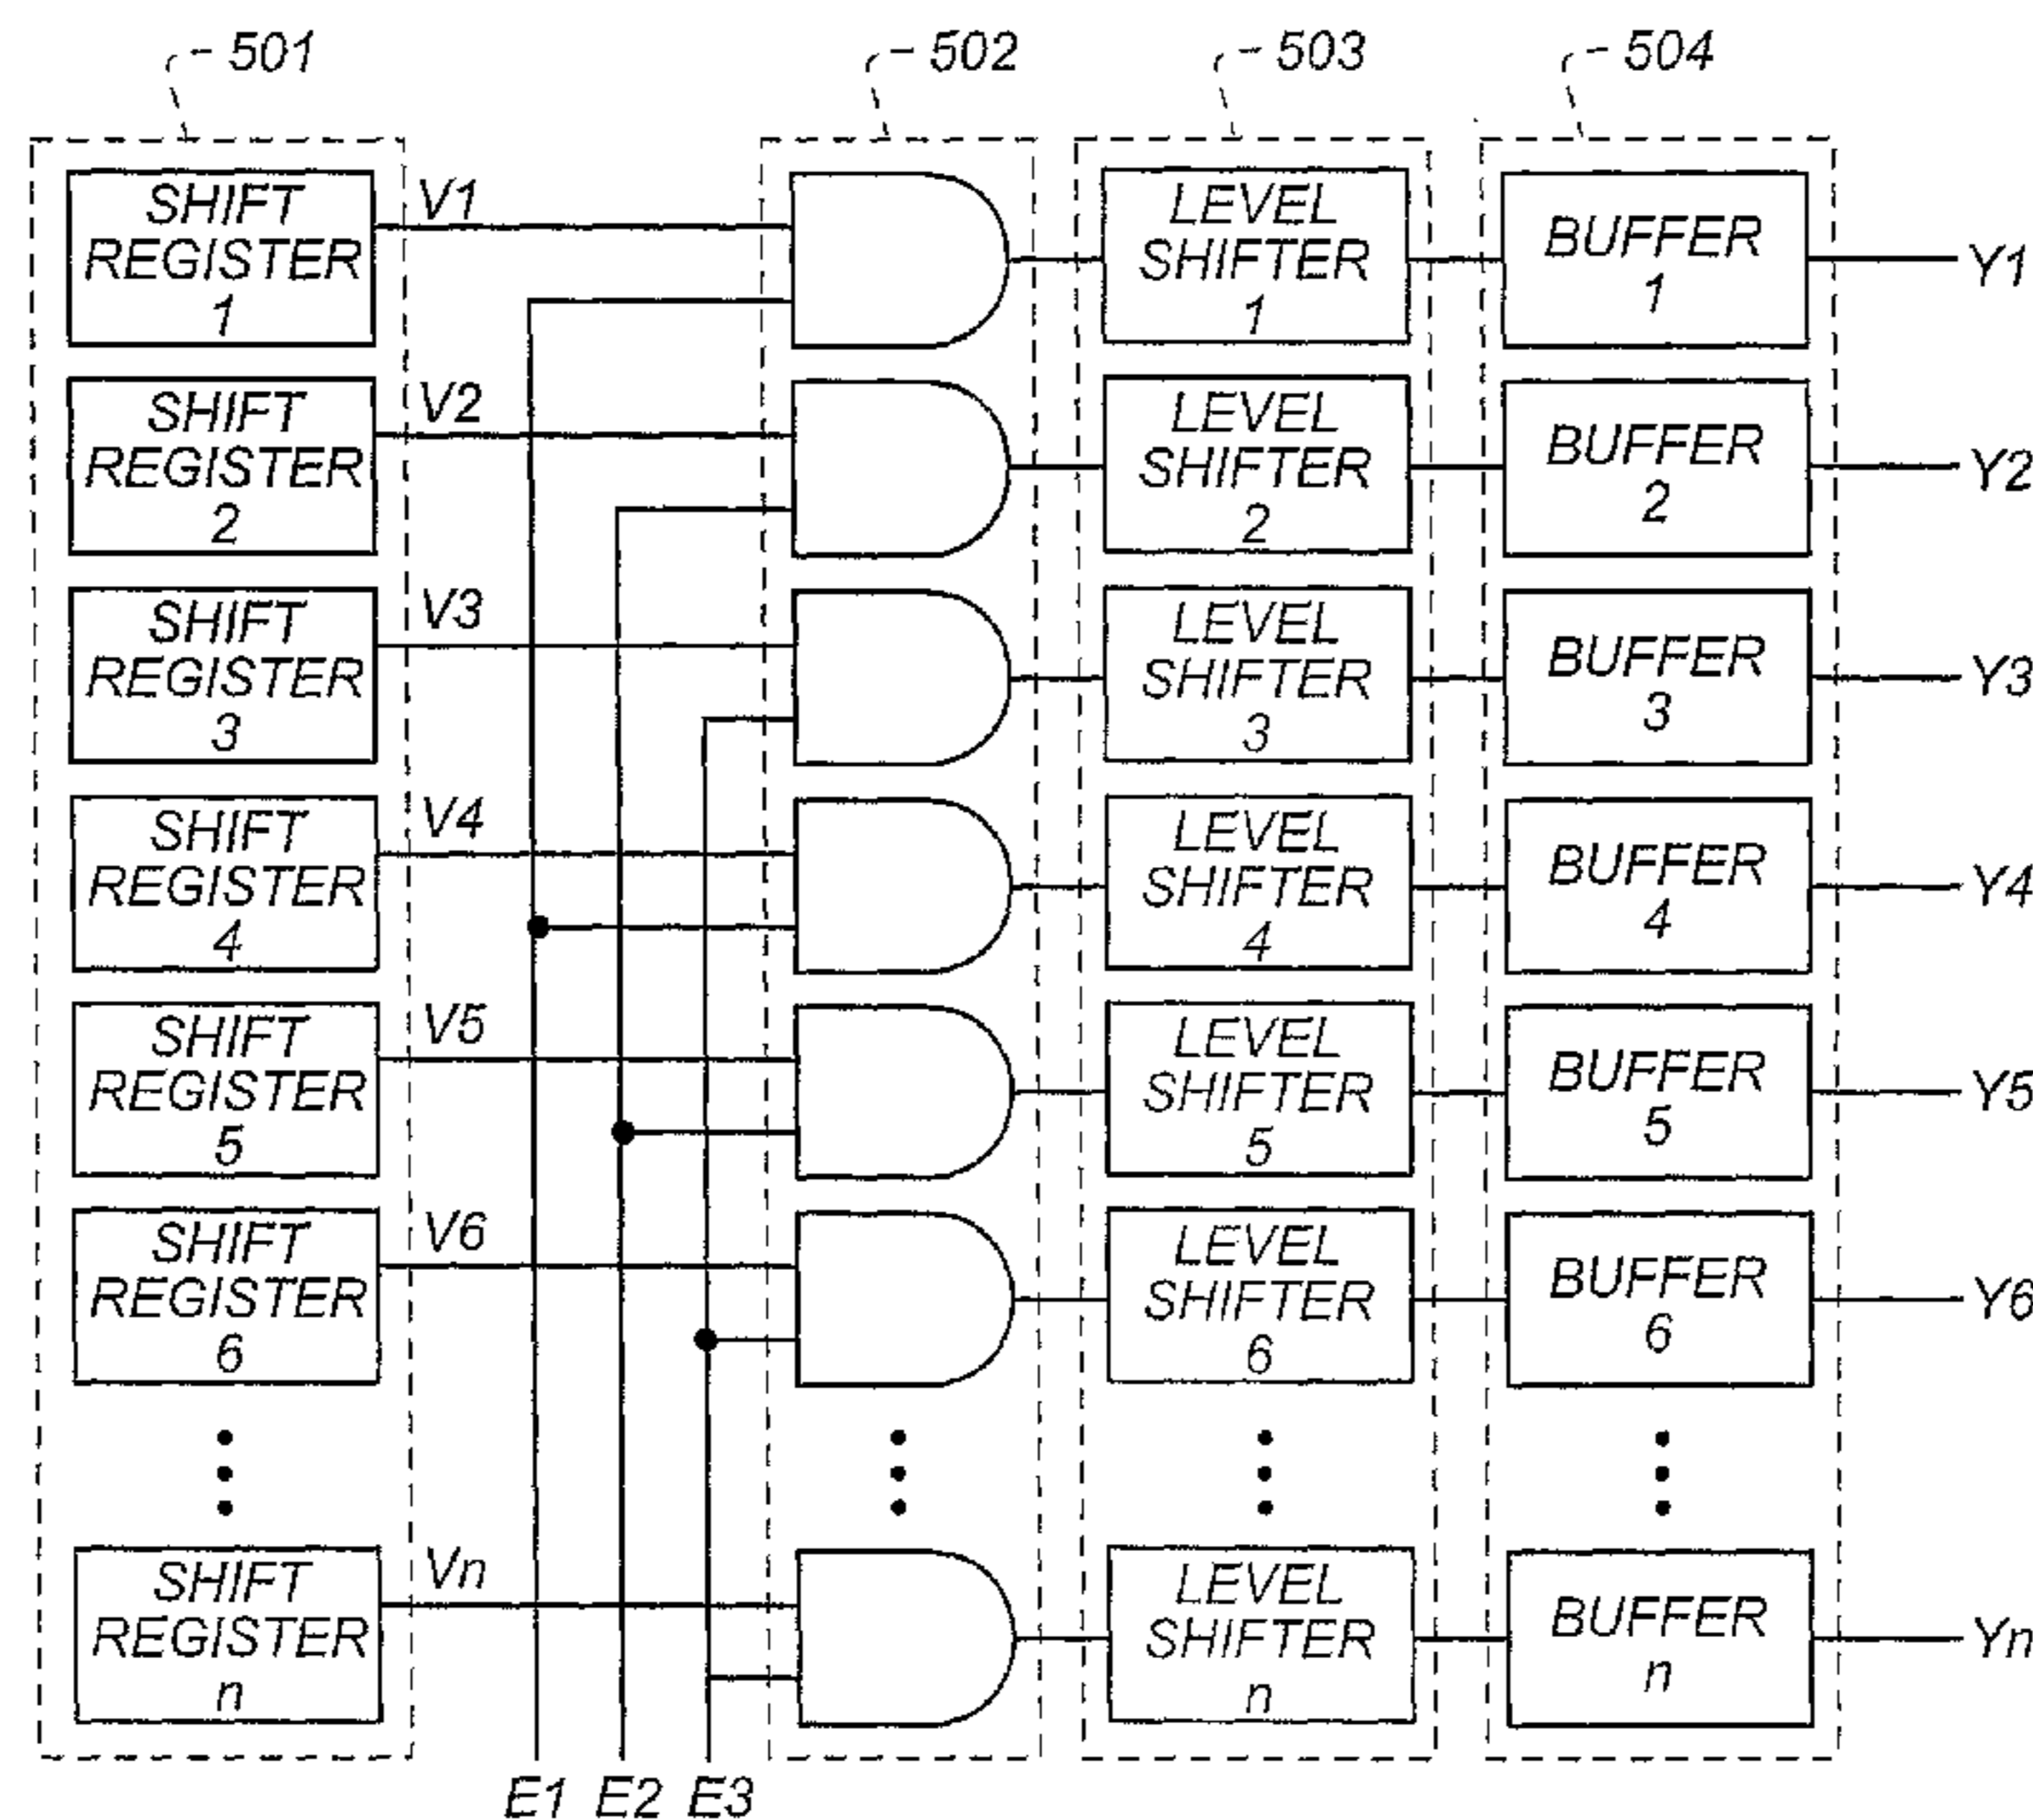 501
502
503
504
SHIFT
REGISTER
1
V1
LEVEL
SHIFTER
1
BUFFER
1
Y1
SHIFT
REGISTER
2
V2
LEVEL
SHIFTER
2
BUFFER
2
Y2
SHIFT
REGISTER
3
V3
LEVEL
SHIFTER
3
BUFFER
3
Y3
SHIFT
REGISTER
4
V4
LEVEL
SHIFTER
4
BUFFER
4
Y4
SHIFT
REGISTER
5
V5
LEVEL
SHIFTER
5
BUFFER
5
Y5
SHIFT
REGISTER
6
V6
LEVEL
SHIFTER
6
BUFFER
6
Y6
SHIFT
REGISTER
n
Vn
LEVEL
SHIFTER
n
BUFFER
n
Yn
E1
E2
E3